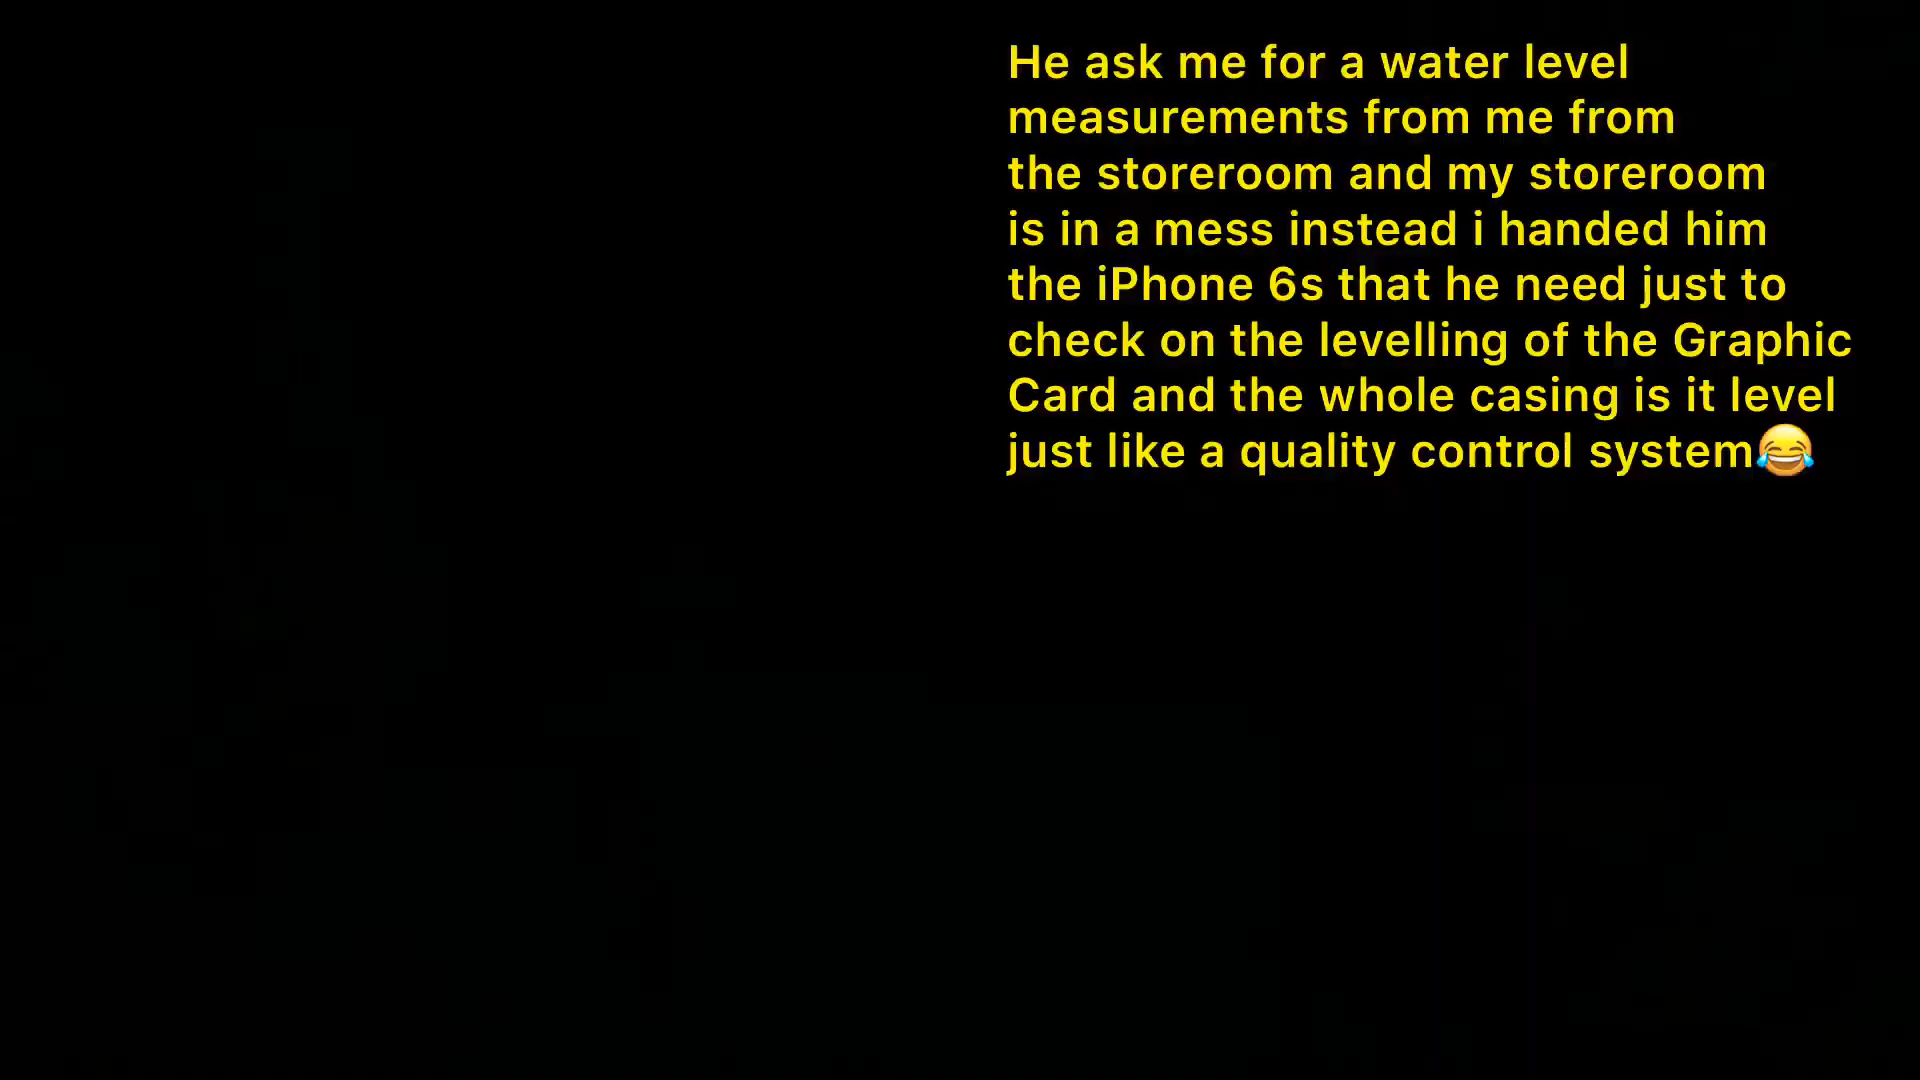 He ask me for a water level
measurements from me from
the storeroom and my storeroom
is in a mess instead i handed him
the iPhone 6s that he need just to
check on the levelling of the Graphic
Card and the whole casing is it level
just like a quality control system😂